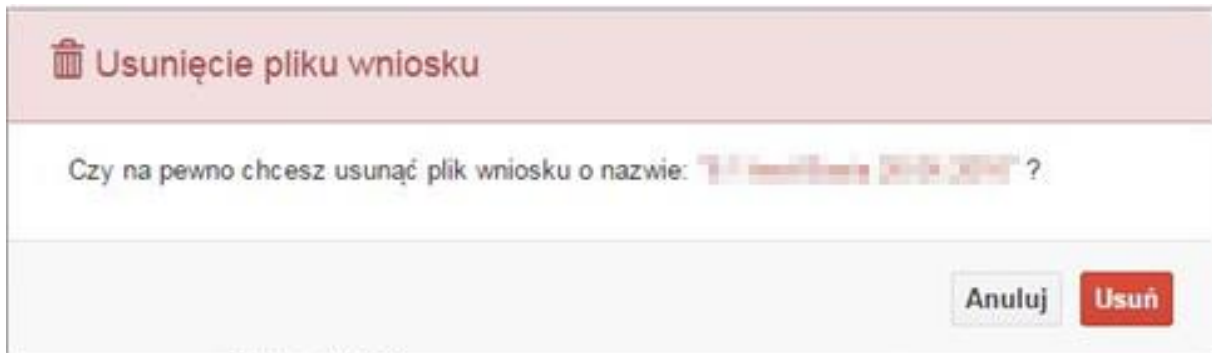 Usunięcie pliku wniosku
Czy na pewno chcesz usunąć plik wniosku o nazwie: " " ?
Anuluj
Usuń